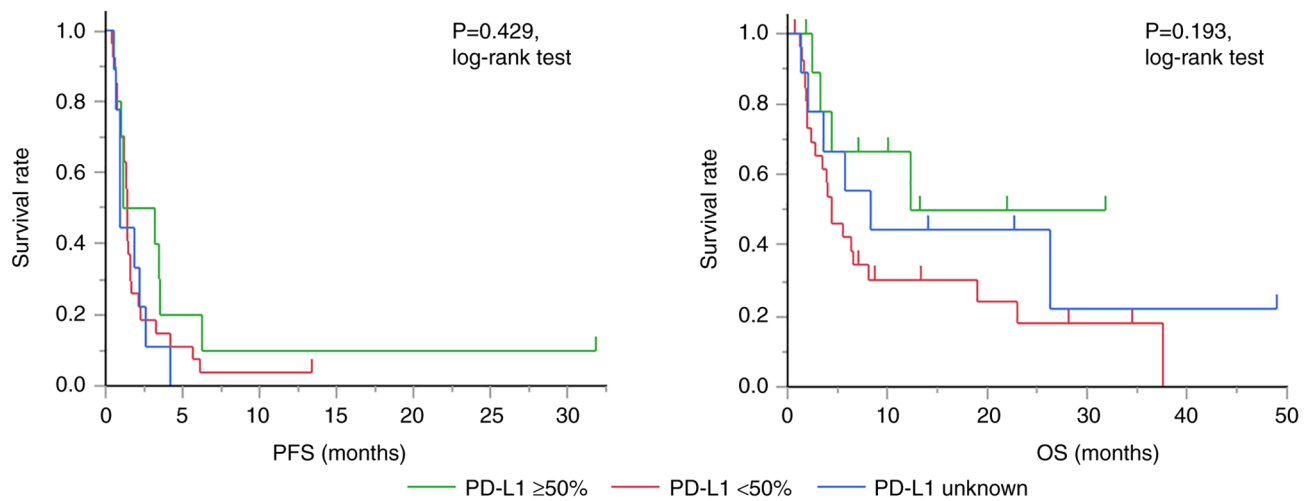 P=0.429,
log-rank test
1.0
0.8
0.6
0.4
0.2
0.0
Survival rate
0 5 10 15 20 25 30
PFS (months)
P=0.193,
log-rank test
1.0
0.8
0.6
0.4
0.2
0.0
Survival rate
0 10 20 30 40 50
OS (months)
PD-L1 ≥50% PD-L1 <50% PD-L1 unknown